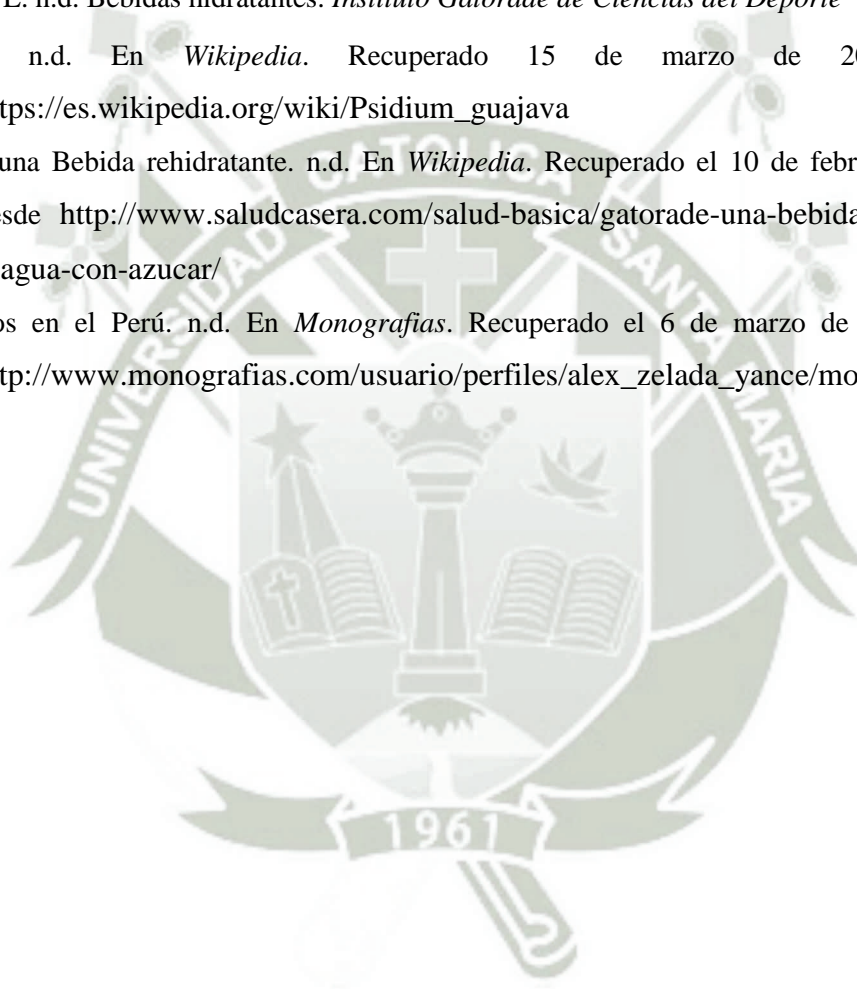 E. n.d. Bebidas hidratantes. Instituto Gatorade de Ciencias del Deporte
n.d. En Wikipedia. Recuperado 15 de marzo de
tps://es.wikipedia.org/wiki/Psidium_guajava
una Bebida rehidratante. n.d. En Wikipedia. Recuperado el 10 de febr
esde http://www.saludcasera.com/salud-basica/gatorade-una-bebida
agua-con-azucar/
os en el Perú. n.d. En Monografias. Recuperado el 6 de marzo de
tp://www.monografias.com/usuario/perfiles/alex_zelada_yance/mo
UNIVERSIDAD CATOLICA SANTA MARIA
1961